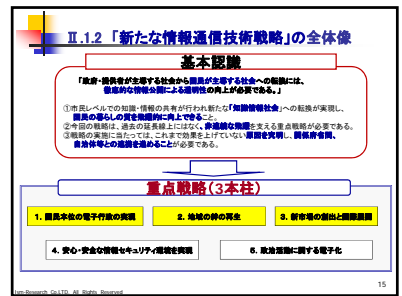 Ⅱ.1.2 「新たな情報通信技術戦略」の全体像
基本認識
「政府・提供者が主導する社会から国民が主導する社会への転換には、
徹底的な情報公開による透明性の向上が必要である。」
①市民レベルでの知識・情報の共有が行われ新たな「知識情報社会」への転換が実現し、
国民の暮らしの質を飛躍的に向上できること。
②今回の戦略は、過去の延長線上にはなく、非連続な飛躍を支える重点戦略が必要である。
③戦略の実施に当たっては、これまで効果を上げていない原因を究明し、関係府省間、
自治体等との連携を進めることが必要である。
重点戦略(3本柱)
1. 国民本位の電子行政の実現
2. 地域の絆の再生
3. 新市場の創出と国際展開
4. 安心・安全な情報セキュリティ環境を実現
5. 政治活動に関する電子化
15
Ism-Research Co.LTD. All Rights Reserved